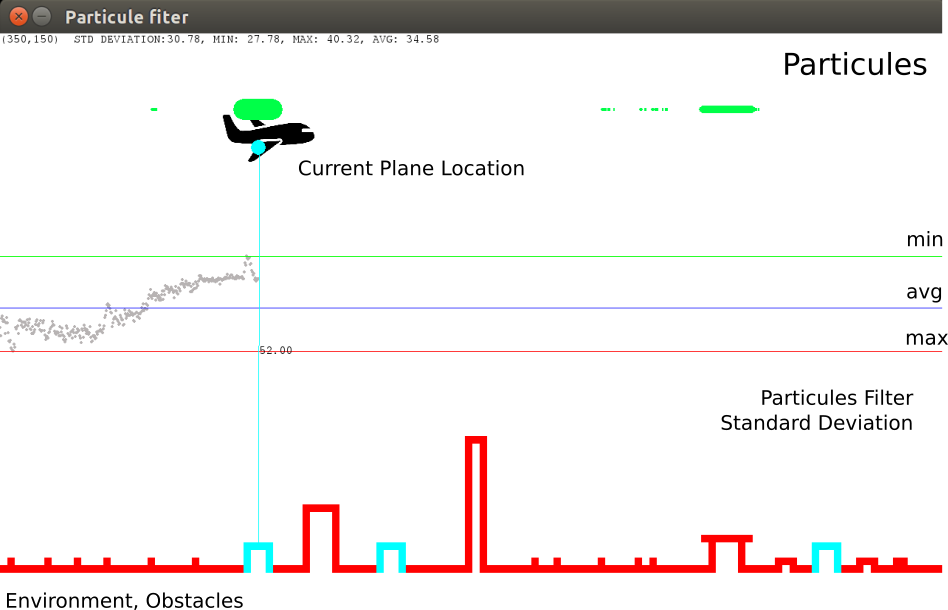 Particule fiter
(350,150) STD DEVIATION:30.78, MIN: 27.78, MAX: 40.32, AVG: 34.58
Particules
Current Plane Location
min
avg
max
52.00
Particules Filter
Standard Deviation
Environment, Obstacles